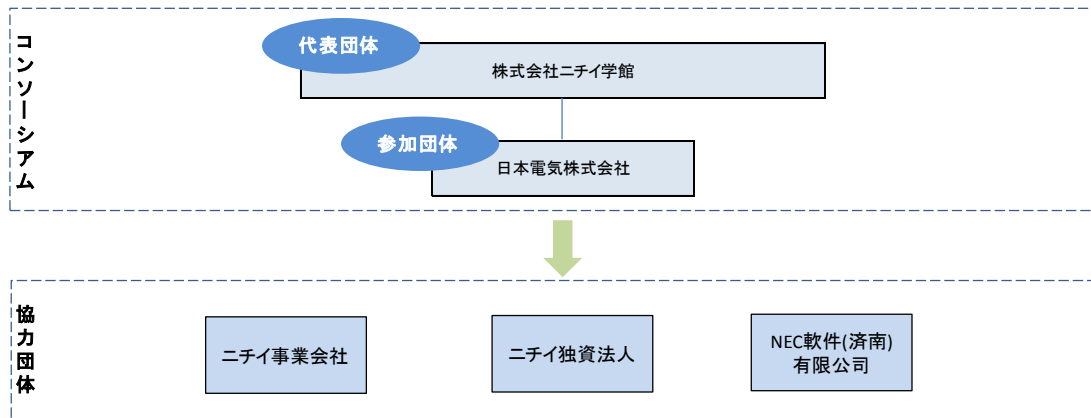 コンソーシアム
代表団体
株式会社ニチイ学館
参加団体
日本電気株式会社
協力団体
ニチイ事業会社
ニチイ独資法人
NEC軟件(済南)
有限公司